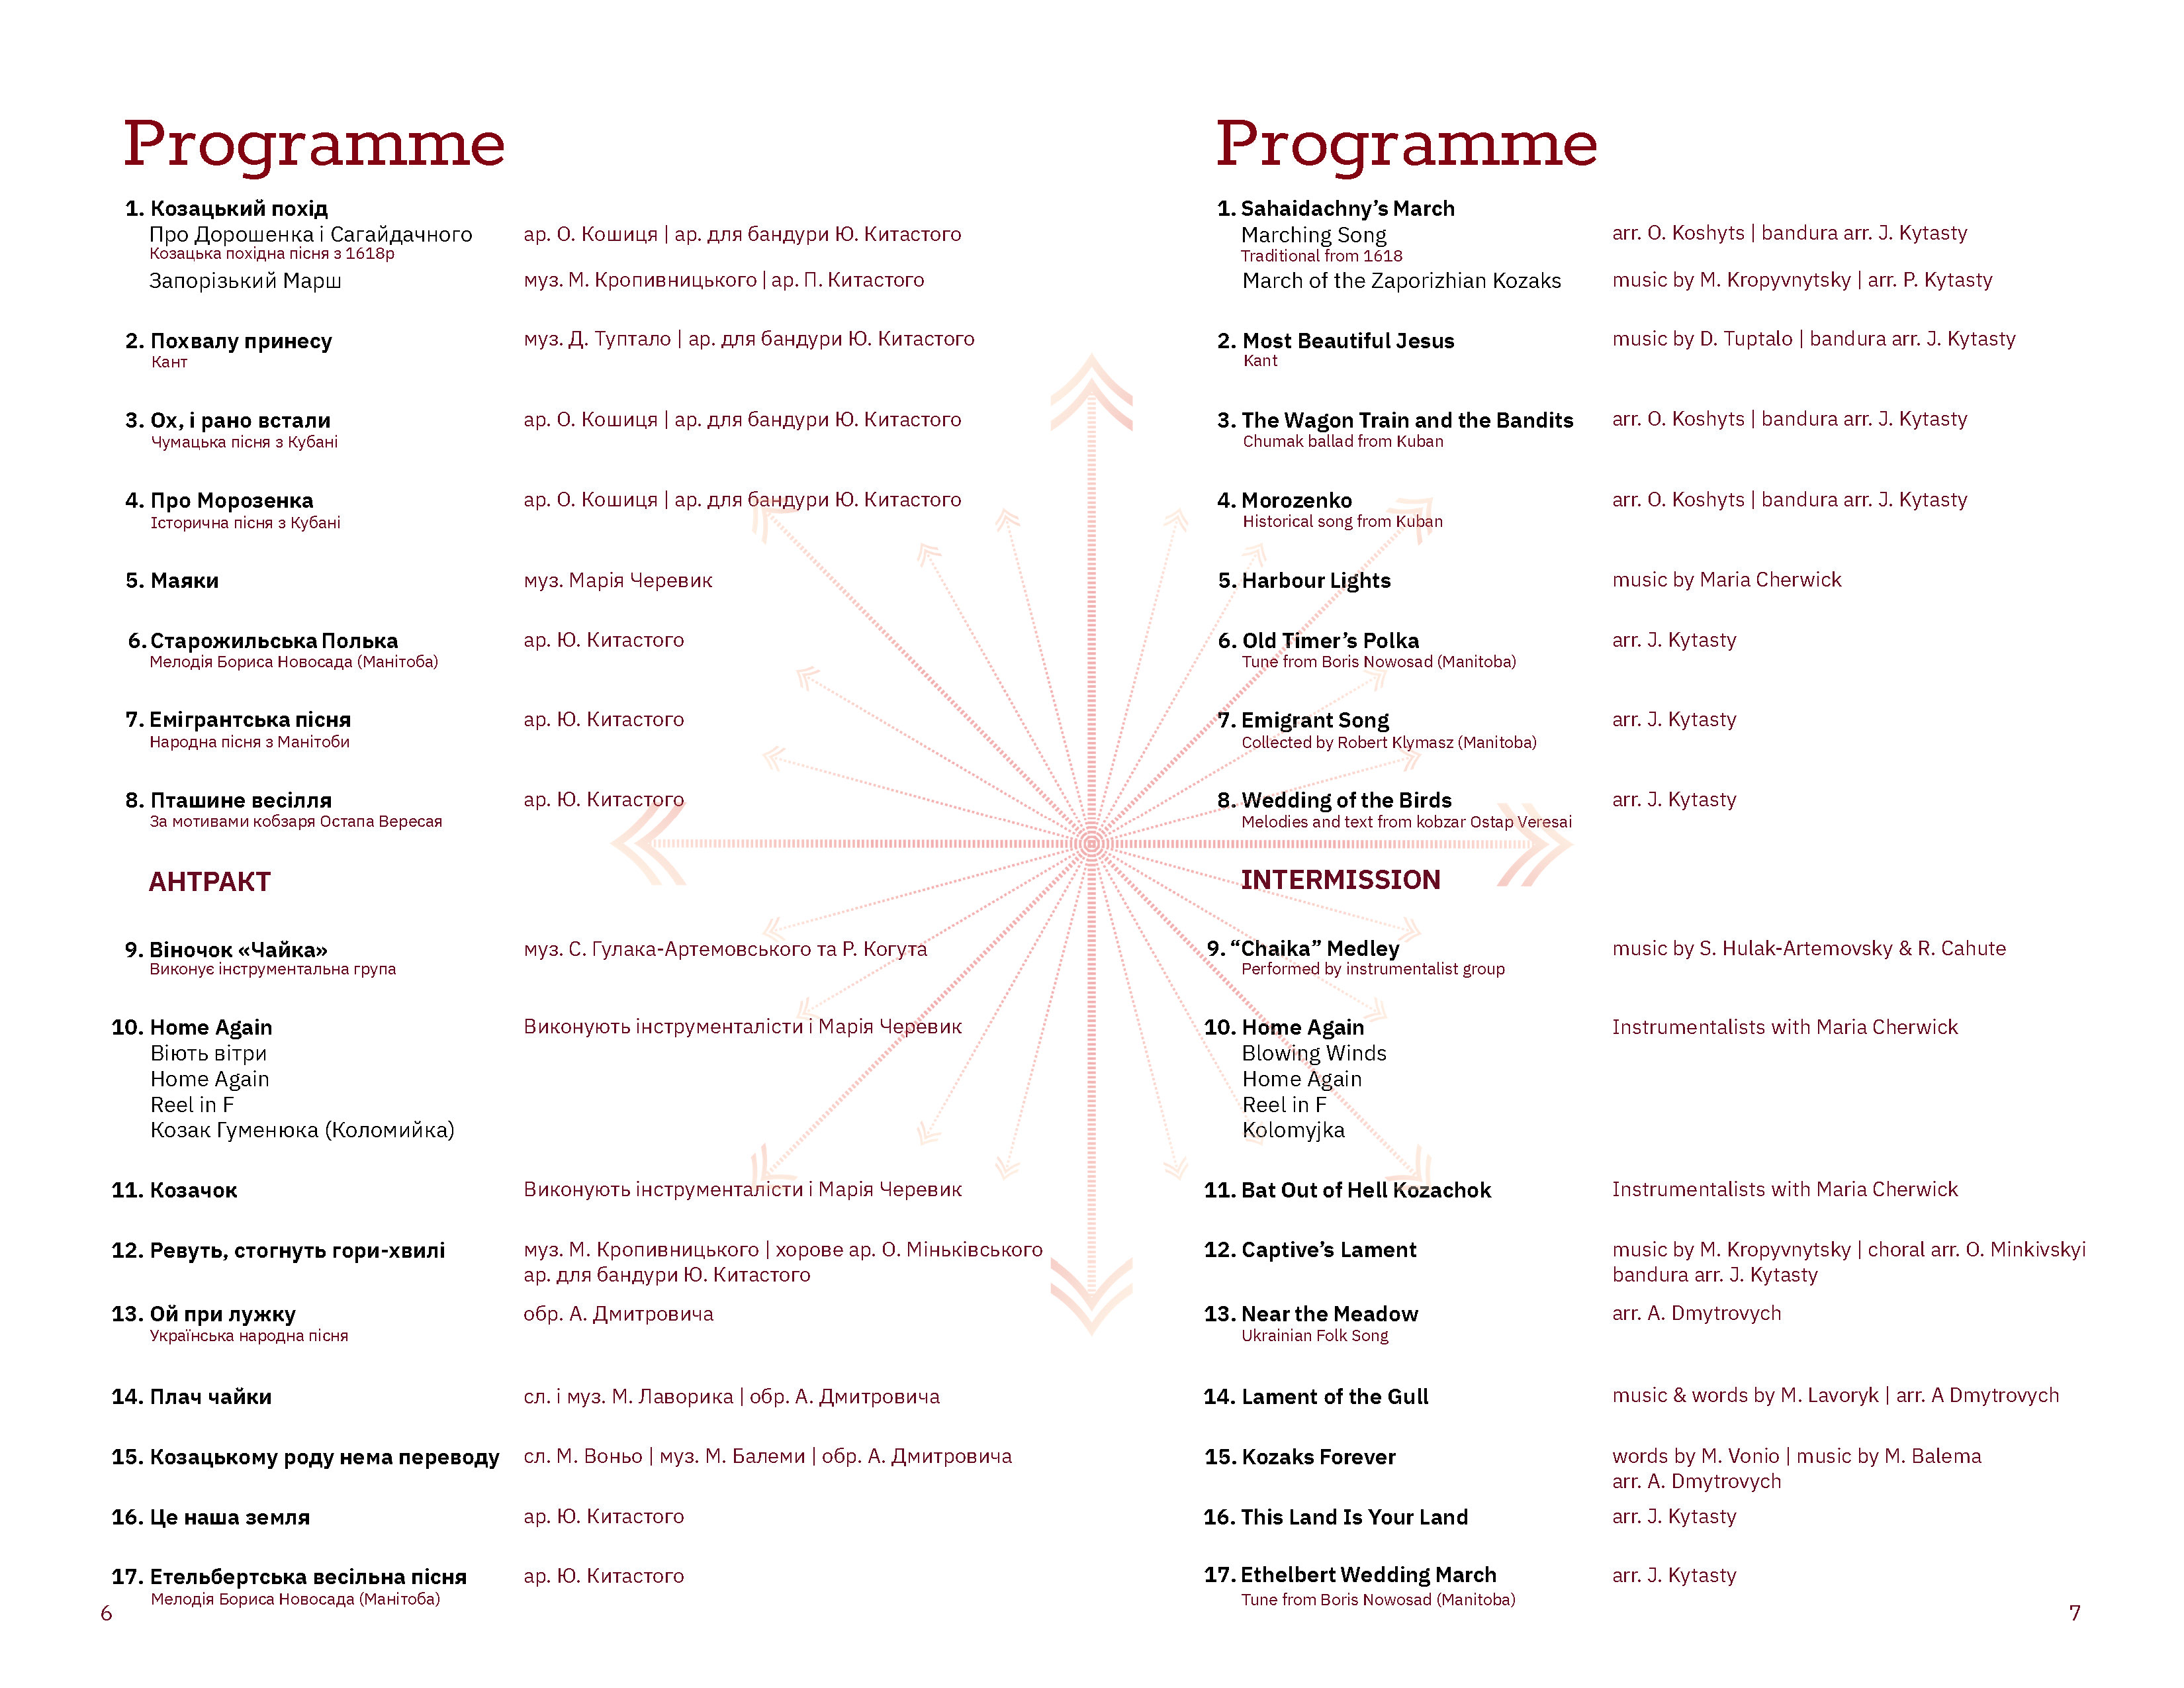 Programme
1. Козацький похід
Про Дорошенка і Сагайдачного ар. О. Кошиця | ар. для бандури Ю. Китастого
Козацька похідна пісня з 1618р
Запорізький Марш муз. М. Кропивницького | ар. П. Китастого
2. Похвалу принесу муз. Д. Туптало | ар. для бандури Ю. Китастого
Кант
3. Ох, і рано встали ар. О. Кошиця | ар. для бандури Ю. Китастого
Чумацька пісня з Кубані
4. Про Морозенка ар. О. Кошиця | ар. для бандури Ю. Китастого
Історична пісня з Кубані
5. Маяки муз. Марія Черевик
6. Старожильська Полька ар. Ю. Китастого
Мелодія Бориса Новосада (Манітоба)
7. Емігрантська пісня ар. Ю. Китастого
Народна пісня з Манітоби
8. Пташине весілля ар. Ю. Китастого
За мотивами кобзаря Остапа Вересая
АНТРАКТ
9. Віночок «Чайка» муз. С. Гулака-Артемовського та Р. Когута
Виконує інструментальна група
10. Home Again Виконують інструменталісти і Марія Черевик
Віють вітри
Home Again
Reel in F
Козак Гуменюка (Коломийка)
11. Козачок Виконують інструменталісти і Марія Черевик
12. Ревуть, стогнуть гори-хвилі муз. М. Кропивницького | хорове ар. О. Міньківського
ар. для бандури Ю. Китастого
13. Ой при лужку обр. А. Дмитровича
Українська народна пісня
14. Плач чайки сл. і муз. М. Лаворика | обр. А. Дмитровича
15. Козацькому роду нема переводу сл. М. Воньо | муз. М. Балеми | обр. А. Дмитровича
16. Це наша земля ар. Ю. Китастого
17. Етельбертська весільна пісня ар. Ю. Китастого
Мелодія Бориса Новосада (Манітоба)
6
Programme
1. Sahaidachny’s March
Marching Song arr. O. Koshyts | bandura arr. J. Kytasty
Traditional from 1618
March of the Zaporizhian Kozaks music by M. Kropyvnytsky | arr. P. Kytasty
2. Most Beautiful Jesus music by D. Tuptalo | bandura arr. J. Kytasty
Kant
3. The Wagon Train and the Bandits arr. O. Koshyts | bandura arr. J. Kytasty
Chumak ballad from Kuban
4. Morozenko arr. O. Koshyts | bandura arr. J. Kytasty
Historical song from Kuban
5. Harbour Lights music by Maria Cherwick
6. Old Timer’s Polka arr. J. Kytasty
Tune from Boris Nowosad (Manitoba)
7. Emigrant Song arr. J. Kytasty
Collected by Robert Klymasz (Manitoba)
8. Wedding of the Birds arr. J. Kytasty
Melodies and text from kobzar Ostap Veresai
INTERMISSION
9. “Chaika” Medley music by S. Hulak-Artemovsky & R. Cahute
Performed by instrumentalist group
10. Home Again Instrumentalists with Maria Cherwick
Blowing Winds
Home Again
Reel in F
Kolomyjka
11. Bat Out of Hell Kozachok Instrumentalists with Maria Cherwick
12. Captive’s Lament music by M. Kropyvnytsky | choral arr. O. Minkivskyi
bandura arr. J. Kytasty
13. Near the Meadow arr. A. Dmytrovych
Ukrainian Folk Song
14. Lament of the Gull music & words by M. Lavoryk | arr. A Dmytrovych
15. Kozaks Forever words by M. Vonio | music by M. Balema
arr. A. Dmytrovych
16. This Land Is Your Land arr. J. Kytasty
17. Ethelbert Wedding March arr. J. Kytasty
Tune from Boris Nowosad (Manitoba)
7